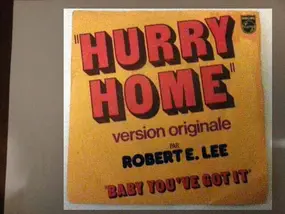 "HURRY
HOME"
version originale
PAR
ROBERT E. LEE
"BABY YOU'VE GOT IT"